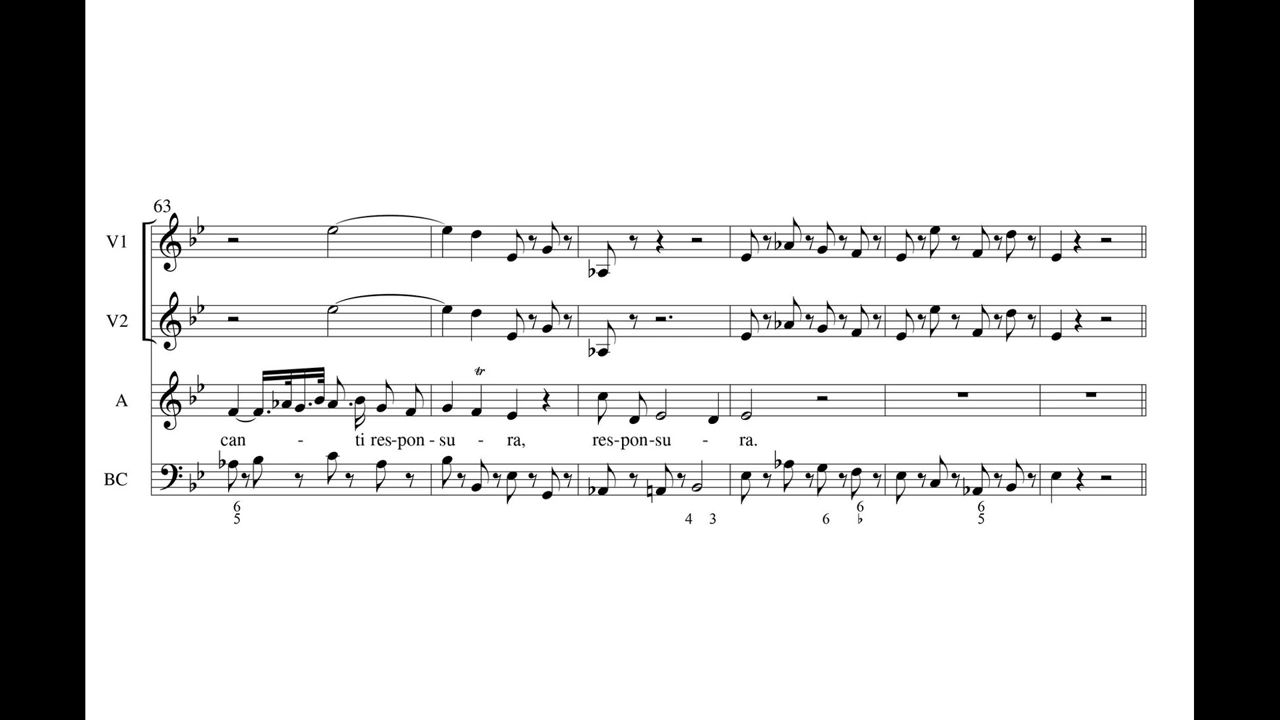 63
V1
V2
tr
A
can - ti res-pon-su - ra, res-pon-su - ra.
BC
6 6 6
5 4 3 6 ♭ 5